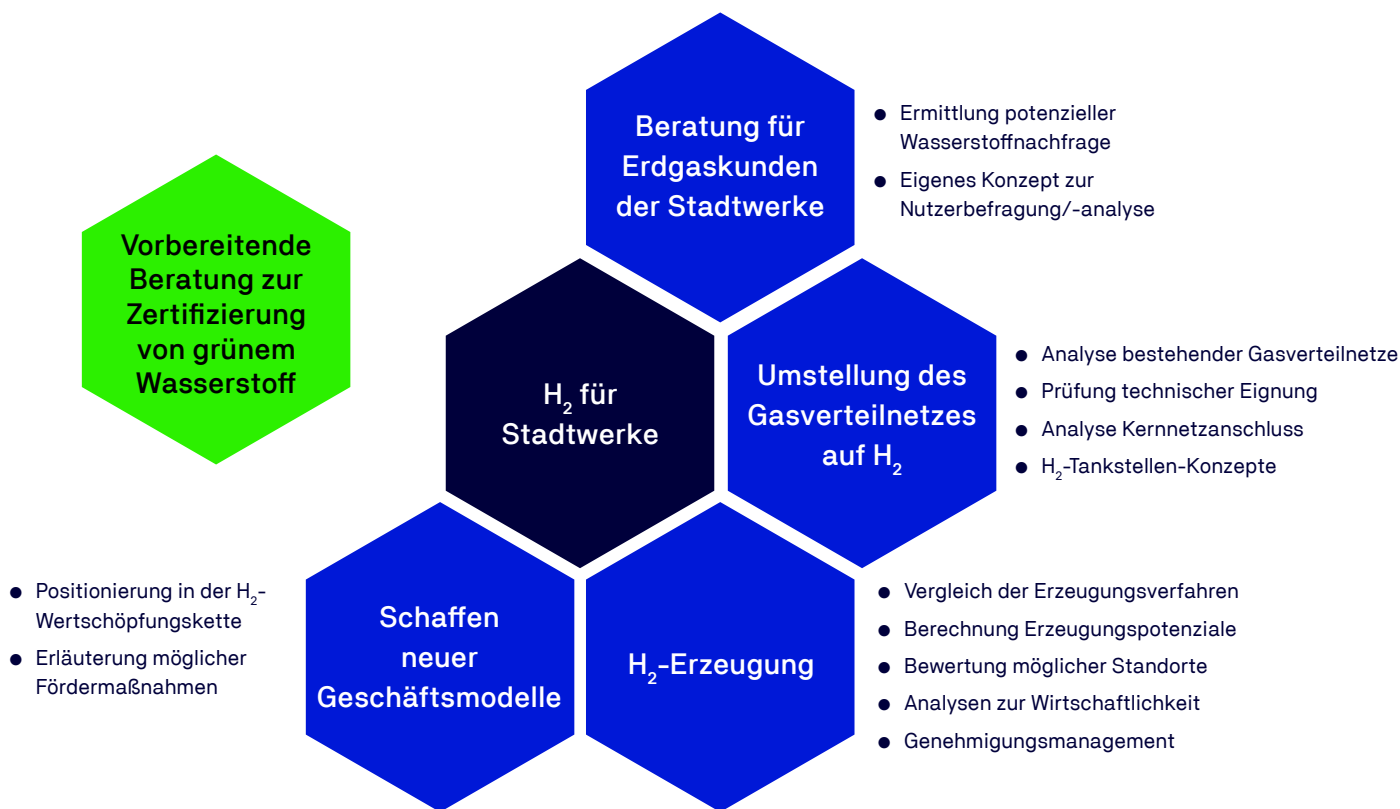 Beratung für
Erdgaskunden
der Stadtwerke
● Ermittlung potenzieller
Wasserstoffnachfrage
● Eigenes Konzept zur
Nutzerbefragung/-analyse
Vorbereitende
Beratung zur
Zertifizierung
von grünem
Wasserstoff
H₂ für
Stadtwerke
Umstellung des
Gasverteilnetzes
auf H₂
● Analyse bestehender Gasverteilnetze
● Prüfung technischer Eignung
● Analyse Kernnetzanschluss
● H₂-Tankstellen-Konzepte
● Positionierung in der H₂-
Wertschöpfungskette
● Erläuterung möglicher
Fördermaßnahmen
Schaffen
neuer
Geschäftsmodelle
H₂-Erzeugung
● Vergleich der Erzeugungsverfahren
● Berechnung Erzeugungspotenziale
● Bewertung möglicher Standorte
● Analysen zur Wirtschaftlichkeit
● Genehmigungsmanagement